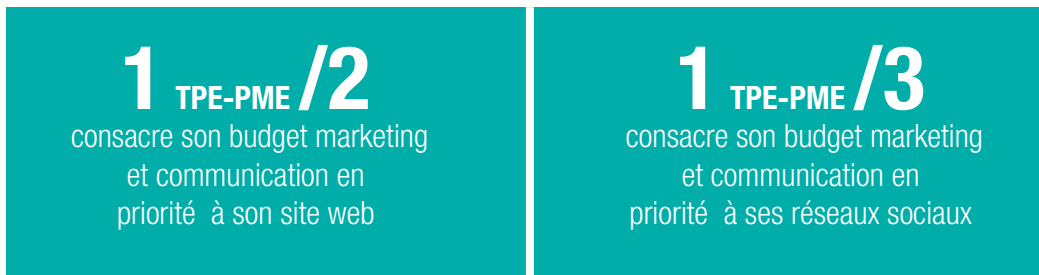 1 TPE-PME /2
consacre son budget marketing
et communication en
priorité à son site web
1 TPE-PME /3
consacre son budget marketing
et communication en
priorité à ses réseaux sociaux